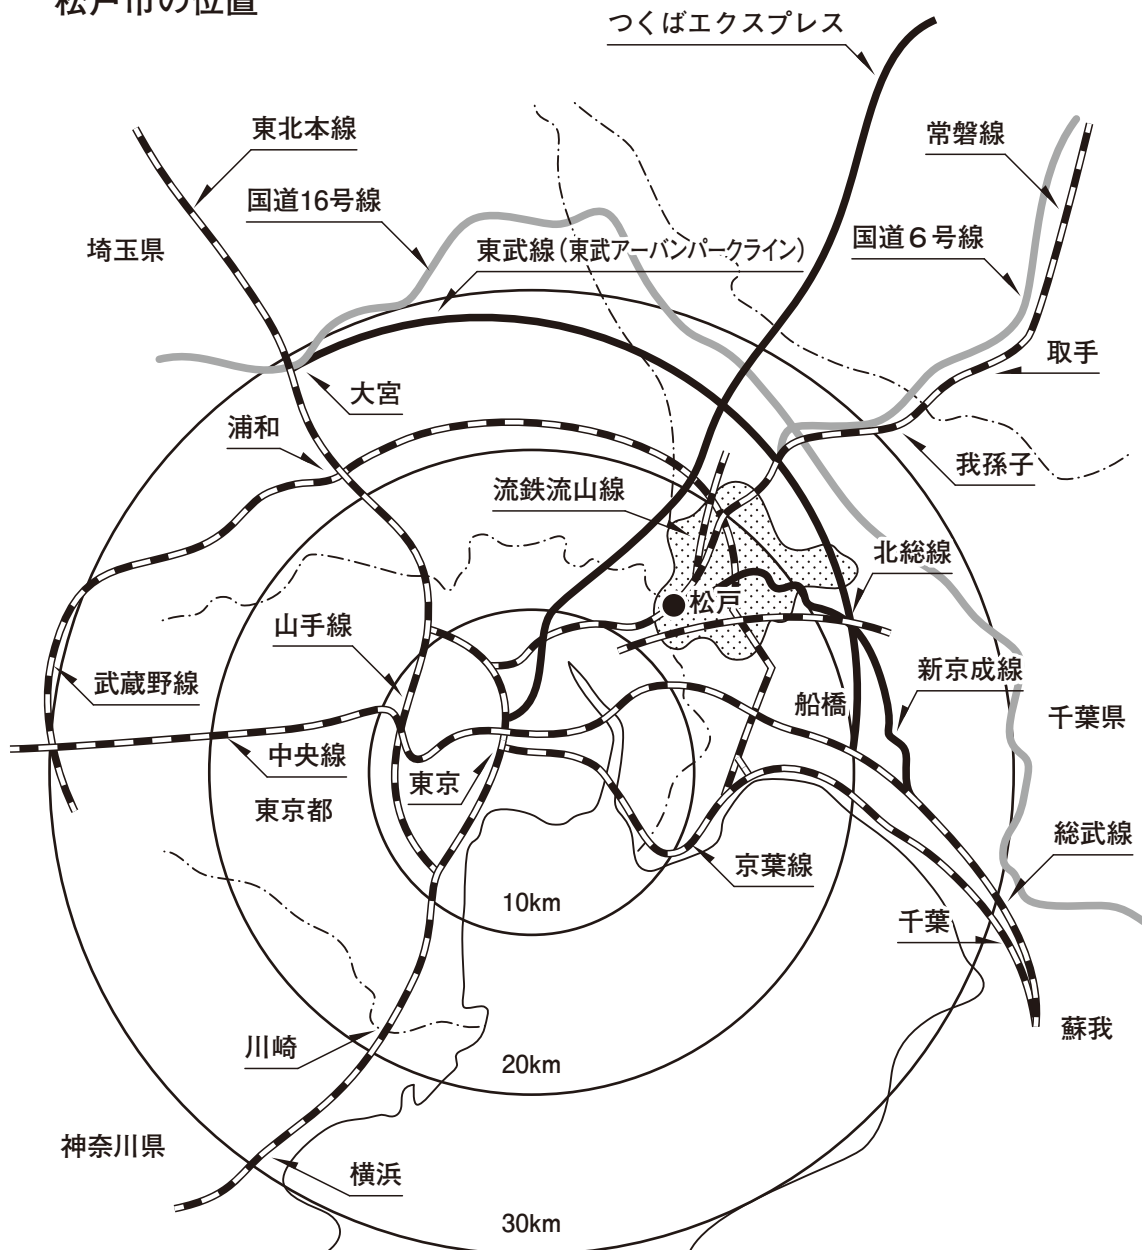 松戸市の位置
つくばエクスプレス
東北本線
常磐線
国道16号線
国道６号線
埼玉県
東武線（東武アーバンパークライン）
取手
大宮
浦和
我孫子
流鉄流山線
北総線
松戸
山手線
新京成線
武蔵野線
船橋
千葉県
中央線
東京
東京都
総武線
京葉線
10km
千葉
蘇我
川崎
20km
神奈川県
横浜
30km